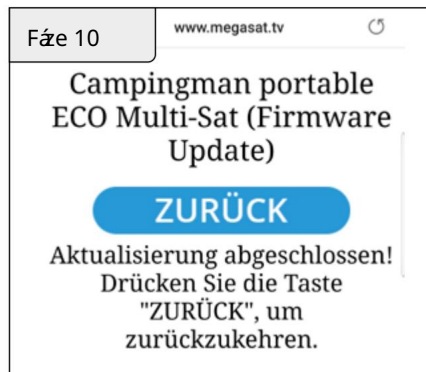 Fáze 10
www.megasat.tv
Campingman portable
ECO Multi-Sat (Firmware
Update)
ZURÜCK
Aktualisierung abgeschlossen!
Drücken Sie die Taste
"ZURÜCK", um
zurückzukehren.